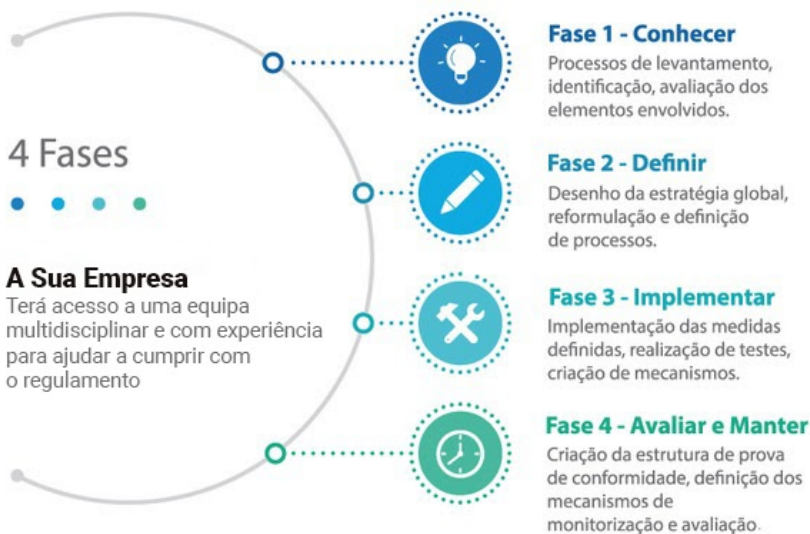 4 Fases
A Sua Empresa
Terá acesso a uma equipa
multidisciplinar e com experiência
para ajudar a cumprir com
o regulamento
Fase 1 - Conhecer
Processos de levantamento,
identificação, avaliação dos
elementos envolvidos.
Fase 2 - Definir
Desenho da estratégia global,
reformulação e definição
de processos.
Fase 3 - Implementar
Implementação das medidas
definidas, realização de testes,
criação de mecanismos.
Fase 4 - Avaliar e Manter
Criação da estrutura de prova
de conformidade, definição dos
mecanismos de
monitorização e avaliação.